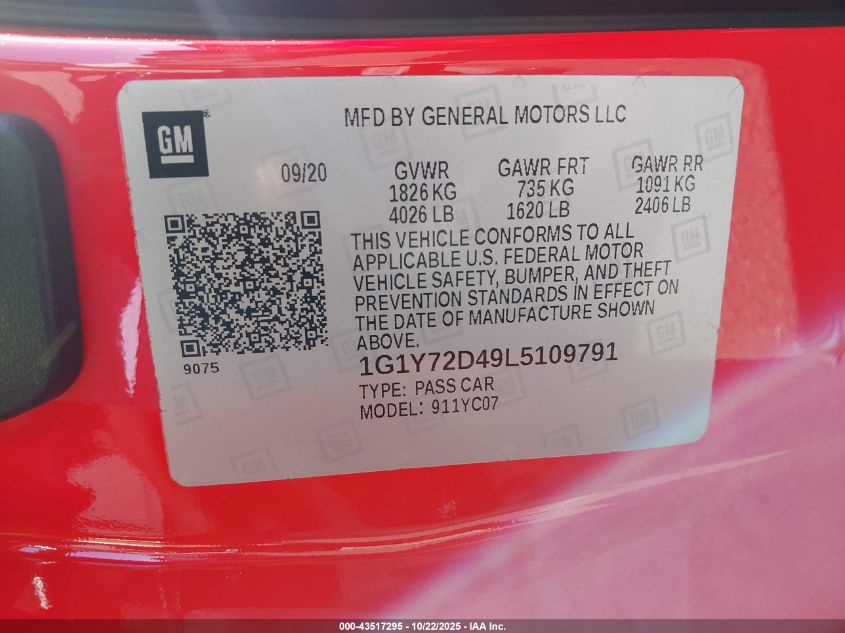 GM
MFD BY GENERAL MOTORS LLC
09/20
GVWR
1826 KG
4026 LB
GAWR FRT
735 KG
1620 LB
GAWR RR
1091 KG
2406 LB
THIS VEHICLE CONFORMS TO ALL
APPLICABLE U.S. FEDERAL MOTOR
VEHICLE SAFETY, BUMPER, AND THEFT
PREVENTION STANDARDS IN EFFECT ON
THE DATE OF MANUFACTURE SHOWN
ABOVE.
9075
1G1Y72D49L5109791
TYPE: PASS CAR
MODEL: 911YC07
000-43517295 - 10/22/2025 - IAA Inc.